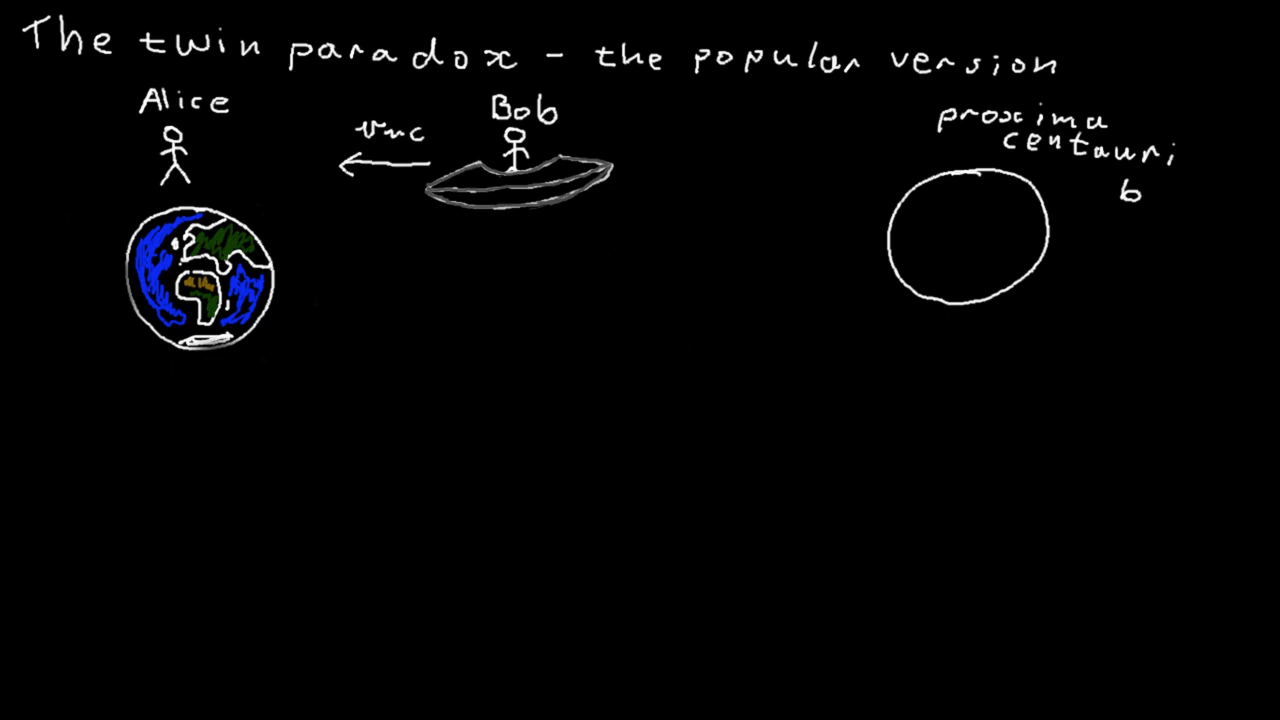 The twin paradox - the popular version
Alice
Bob
v~c
proxima
centauri
b